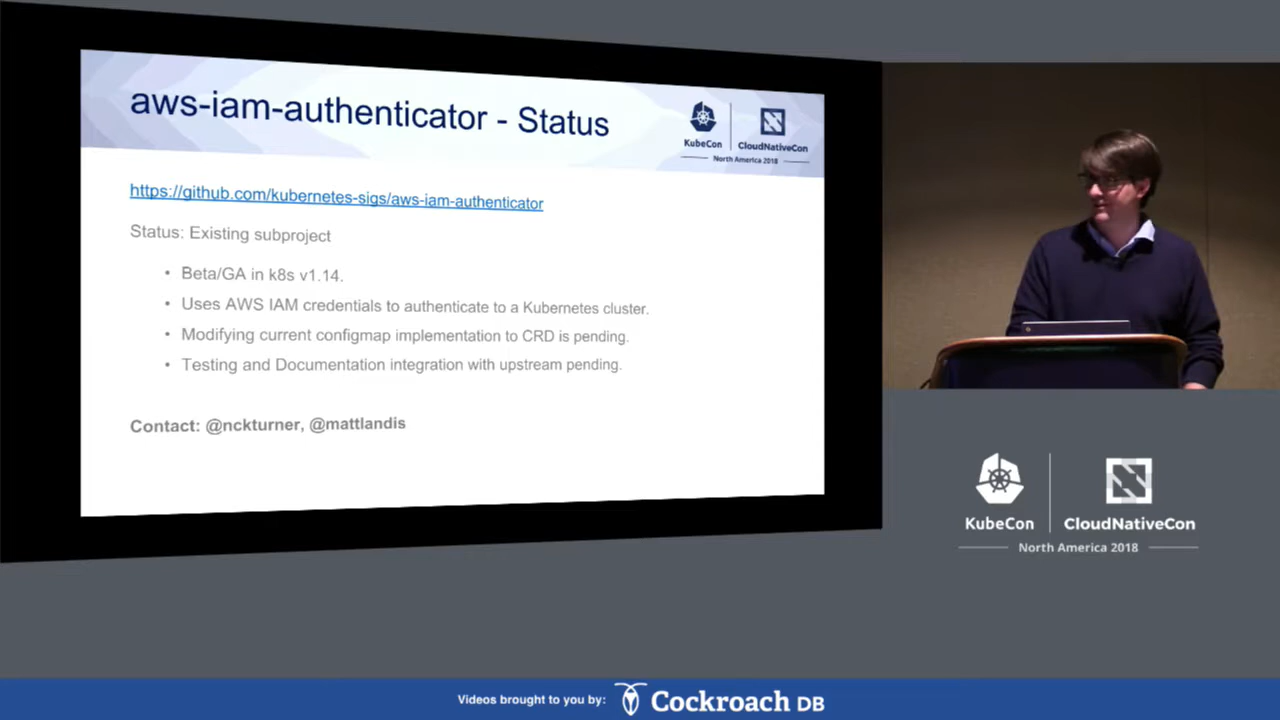 aws-iam-authenticator - Status
KubeCon
CloudNativeCon
North America 2018
https://github.com/kubernetes-sigs/aws-iam-authenticator
Status: Existing subproject
• Beta/GA in k8s v1.14.
• Uses AWS IAM credentials to authenticate to a Kubernetes cluster.
• Modifying current configmap implementation to CRD is pending.
• Testing and Documentation integration with upstream pending.
Contact: @nckturner, @mattlandis
KubeCon
CloudNativeCon
North America 2018
Videos brought to you by:
Cockroach DB